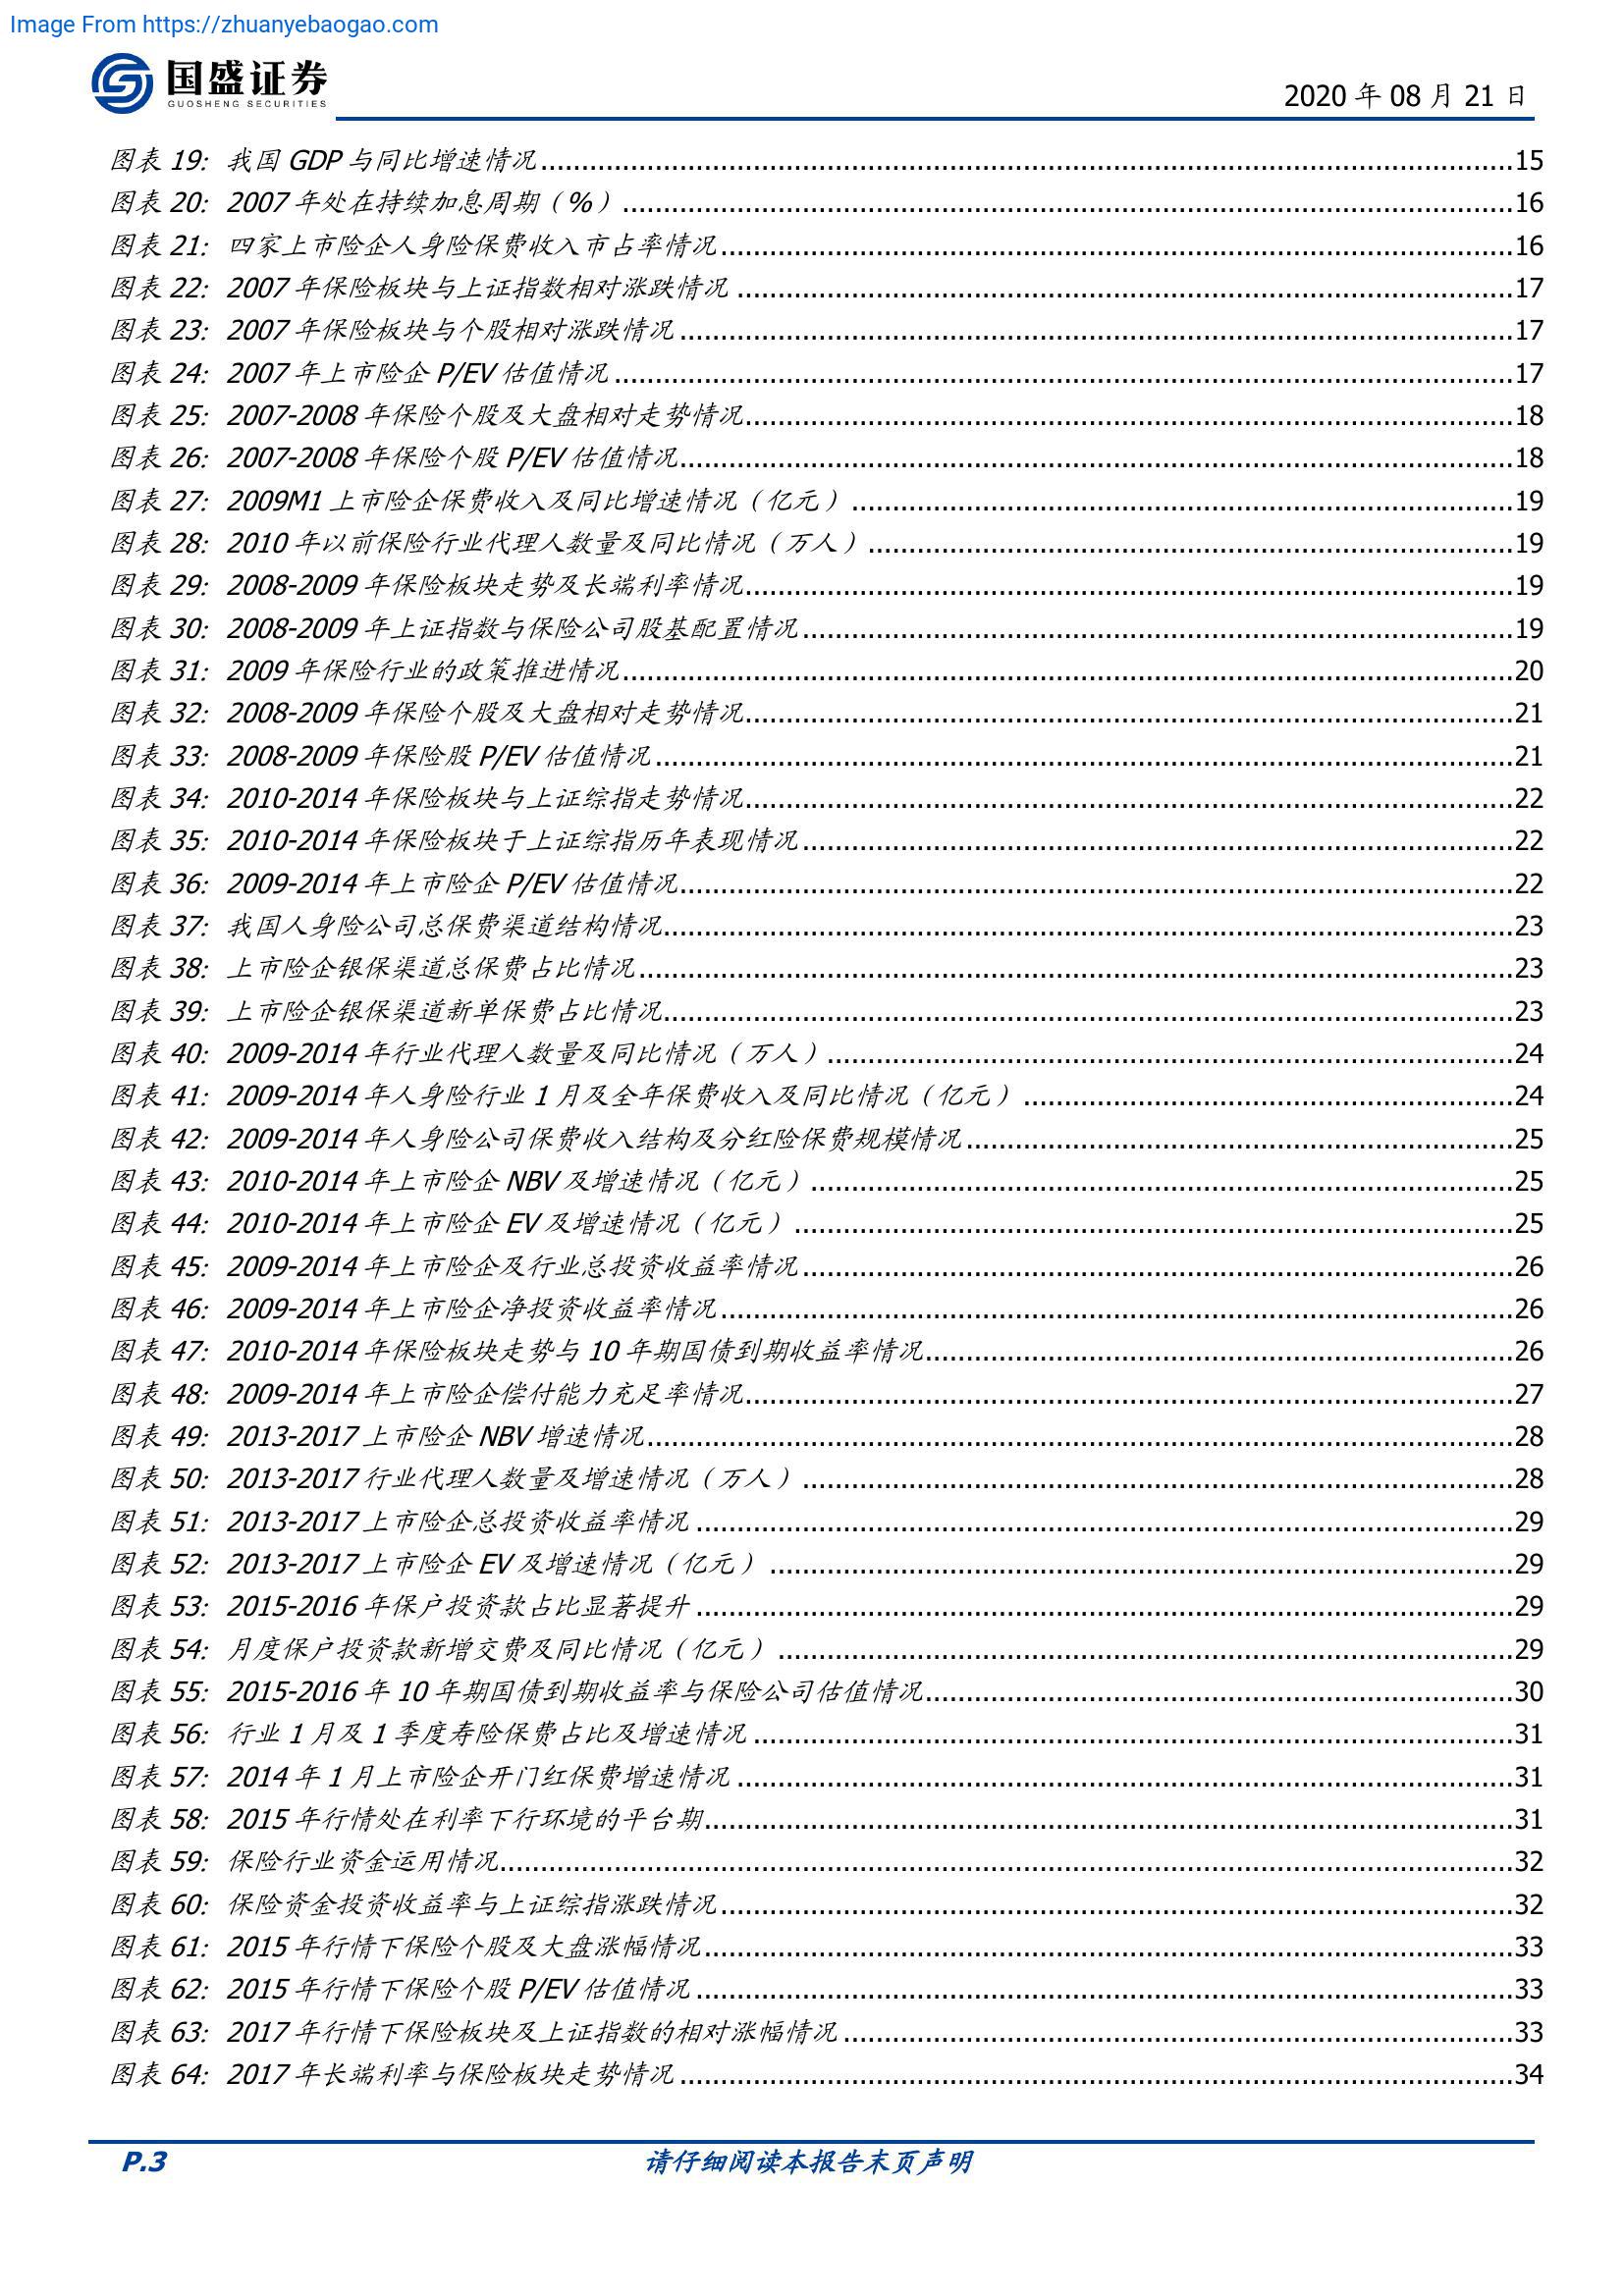 Image From https://zhuanyebaogao.com
国盛证券
GUOSHENG SECURITIES
2020 年 08 月 21 日
图表 19: 我国 GDP 与同比增速情况 15
图表 20: 2007 年处在持续加息周期（%） 16
图表 21: 四家上市险企人身险保费收入市占率情况 16
图表 22: 2007 年保险板块与上证指数相对涨跌情况 17
图表 23: 2007 年保险板块与个股相对涨跌情况 17
图表 24: 2007 年上市险企 P/EV 估值情况 17
图表 25: 2007-2008 年保险个股及大盘相对走势情况 18
图表 26: 2007-2008 年保险个股 P/EV 估值情况 18
图表 27: 2009M1 上市险企保费收入及同比增速情况（亿元） 19
图表 28: 2010 年以前保险行业代理人数量及同比情况（万人） 19
图表 29: 2008-2009 年保险板块走势及长端利率情况 19
图表 30: 2008-2009 年上证指数与保险公司股基配置情况 19
图表 31: 2009 年保险行业的政策推进情况 20
图表 32: 2008-2009 年保险个股及大盘相对走势情况 21
图表 33: 2008-2009 年保险股 P/EV 估值情况 21
图表 34: 2010-2014 年保险板块与上证综指走势情况 22
图表 35: 2010-2014 年保险板块于上证综指历年表现情况 22
图表 36: 2009-2014 年上市险企 P/EV 估值情况 22
图表 37: 我国人身险公司总保费渠道结构情况 23
图表 38: 上市险企银保渠道总保费占比情况 23
图表 39: 上市险企银保渠道新单保费占比情况 23
图表 40: 2009-2014 年行业代理人数量及同比情况（万人） 24
图表 41: 2009-2014 年人身险行业 1 月及全年保费收入及同比情况（亿元） 24
图表 42: 2009-2014 年人身险公司保费收入结构及分红险保费规模情况 25
图表 43: 2010-2014 年上市险企 NBV 及增速情况（亿元） 25
图表 44: 2010-2014 年上市险企 EV 及增速情况（亿元） 25
图表 45: 2009-2014 年上市险企及行业总投资收益率情况 26
图表 46: 2009-2014 年上市险企净投资收益率情况 26
图表 47: 2010-2014 年保险板块走势与 10 年期国债到期收益率情况 26
图表 48: 2009-2014 年上市险企偿付能力充足率情况 27
图表 49: 2013-2017 上市险企 NBV 增速情况 28
图表 50: 2013-2017 行业代理人数量及增速情况（万人） 28
图表 51: 2013-2017 上市险企总投资收益率情况 29
图表 52: 2013-2017 上市险企 EV 及增速情况（亿元） 29
图表 53: 2015-2016 年保户投资款占比显著提升 29
图表 54: 月度保户投资款新增交费及同比情况（亿元） 29
图表 55: 2015-2016 年 10 年期国债到期收益率与保险公司估值情况 30
图表 56: 行业 1 月及 1 季度寿险保费占比及增速情况 31
图表 57: 2014 年 1 月上市险企开门红保费增速情况 31
图表 58: 2015 年行情处在利率下行环境的平台期 31
图表 59: 保险行业资金运用情况 32
图表 60: 保险资金投资收益率与上证综指涨跌情况 32
图表 61: 2015 年行情下保险个股及大盘涨幅情况 33
图表 62: 2015 年行情下保险个股 P/EV 估值情况 33
图表 63: 2017 年行情下保险板块及上证指数的相对涨幅情况 33
图表 64: 2017 年长端利率与保险板块走势情况 34
P.3
请仔细阅读本报告末页声明